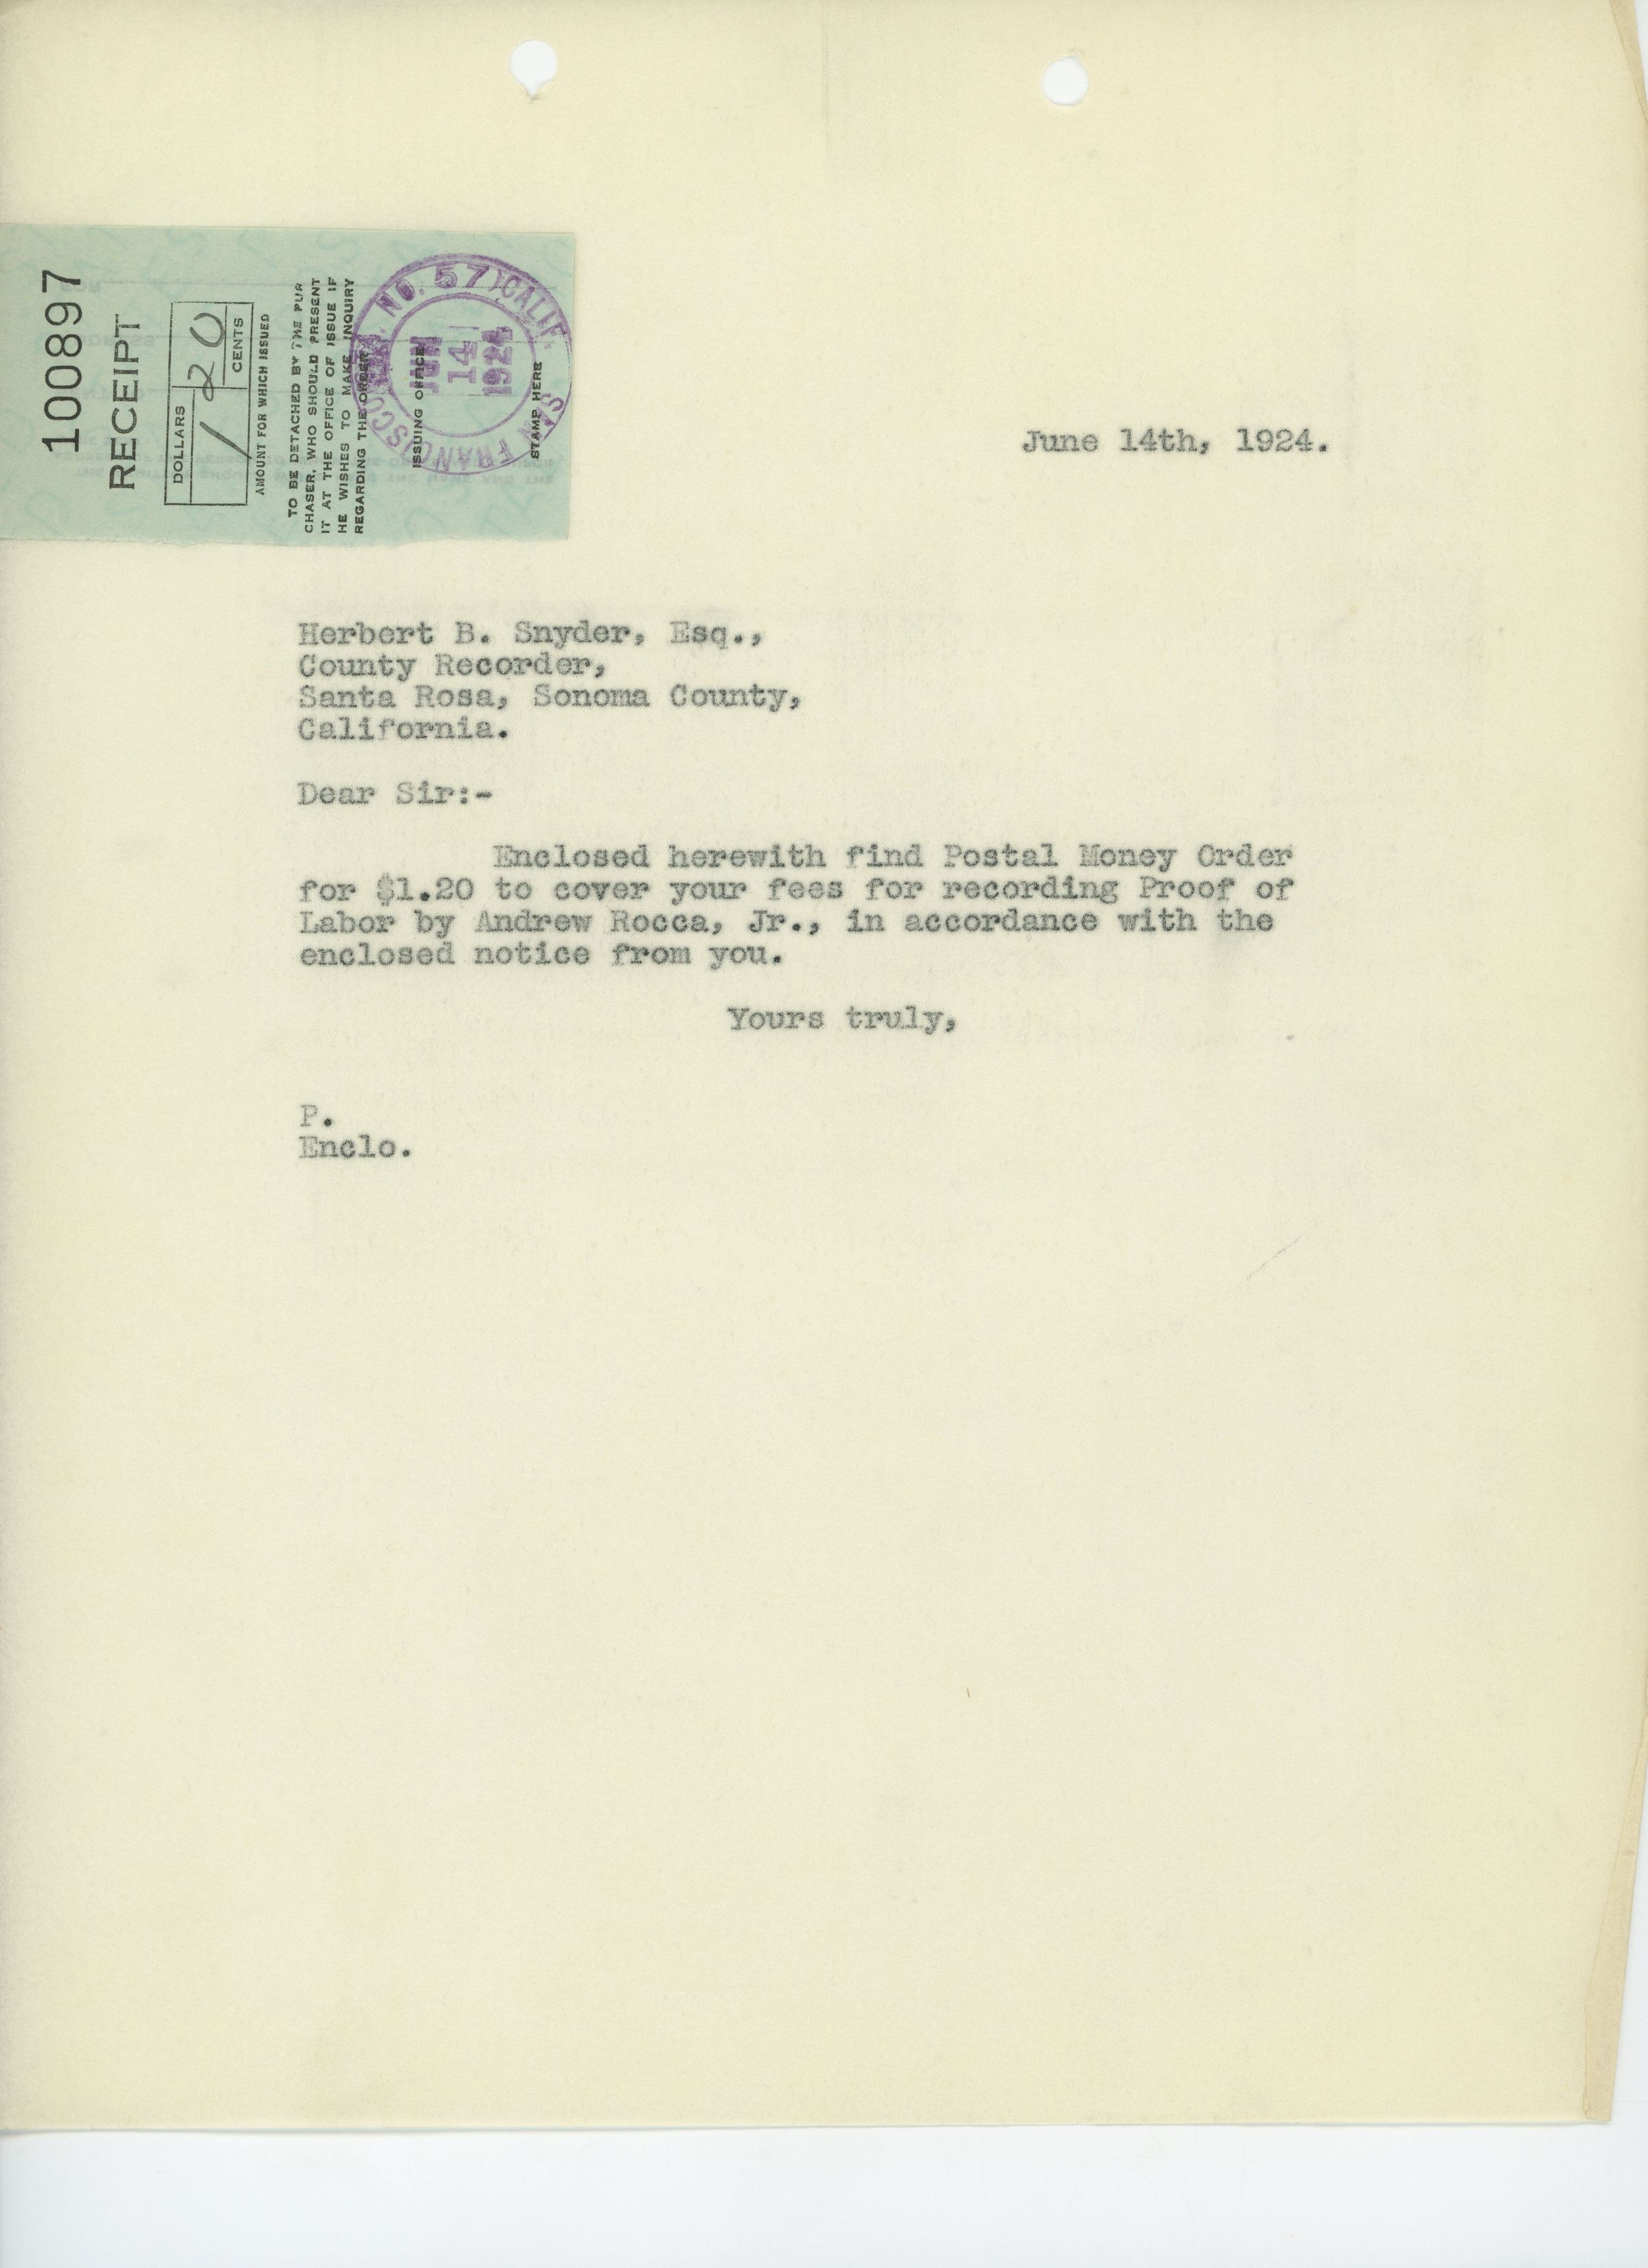 100897
RECEIPT
DOLLARS
CENTS
1 20
AMOUNT FOR WHICH ISSUED
TO BE DETACHED BY THE PUR
CHASER, WHO SHOULD PRESENT
IT AT THE OFFICE OF ISSUE IF
HE WISHES TO MAKE INQUIRY
REGARDING THE ORDER
ISSUING OFFICE
STAMP HERE
SAN FRANCISCO NO. 57) CALIF.
JUN
14
1924
June 14th, 1924.
Herbert B. Snyder, Esq.,
County Recorder,
Santa Rosa, Sonoma County,
California.
Dear Sir:-
Enclosed herewith find Postal Money Order
for $1.20 to cover your fees for recording Proof of
Labor by Andrew Rocca, Jr., in accordance with the
enclosed notice from you.
Yours truly,
P.
Enclo.